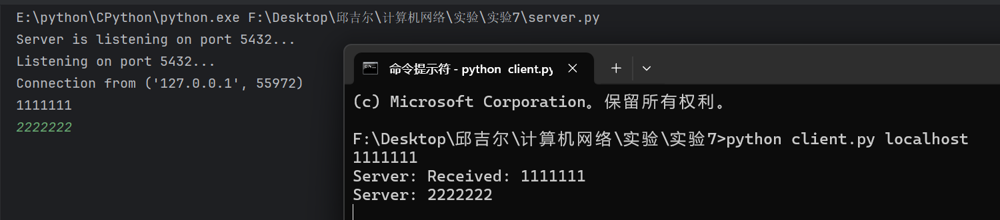 E:\python\CPython\python.exe F:\Desktop\邱吉尔\计算机网络\实验\实验7\server.py
Server is listening on port 5432...
Listening on port 5432...
Connection from ('127.0.0.1', 55972)
1111111
2222222
命令提示符 - python  client.py
(c) Microsoft Corporation。保留所有权利。
F:\Desktop\邱吉尔\计算机网络\实验\实验7>python client.py localhost
1111111
Server: Received: 1111111
Server: 2222222